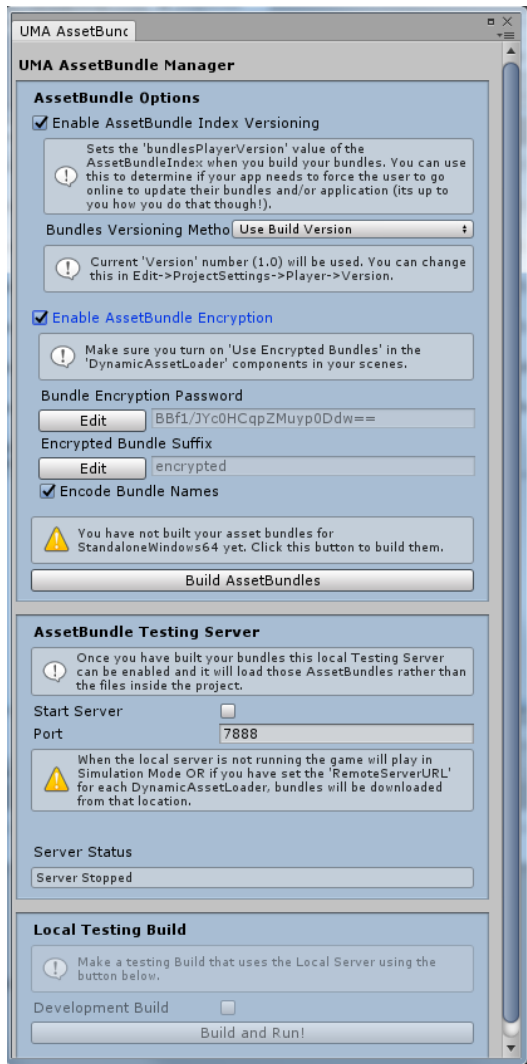 UMA AssetBunc
UMA AssetBundle Manager
AssetBundle Options
Enable AssetBundle Index Versioning
Sets the 'bundlesPlayerVersion' value of the
AssetBundleIndex when you build your bundles. You can use
this to determine if your app needs to force the user to go
online to update their bundles and/or application (its up to
you how you do that though!).
Bundles Versioning Metho Use Build Version
Current 'Version' number (1.0) will be used. You can change
this in Edit->ProjectSettings->Player->Version.
Enable AssetBundle Encryption
Make sure you turn on 'Use Encrypted Bundles' in the
'DynamicAssetLoader' components in your scenes.
Bundle Encryption Password
Edit BBf1/JYc0HCqpZMuyp0Ddw==
Encrypted Bundle Suffix
Edit encrypted
Encode Bundle Names
You have not built your asset bundles for
StandaloneWindows64 yet. Click this button to build them.
Build AssetBundles
AssetBundle Testing Server
Once you have built your bundles this local Testing Server
can be enabled and it will load those AssetBundles rather than
the files inside the project.
Start Server
Port 7888
When the local server is not running the game will play in
Simulation Mode OR if you have set the 'RemoteServerURL'
for each DynamicAssetLoader, bundles will be downloaded
from that location.
Server Status
Server Stopped
Local Testing Build
Make a testing Build that uses the Local Server using the
button below.
Development Build
Build and Run!